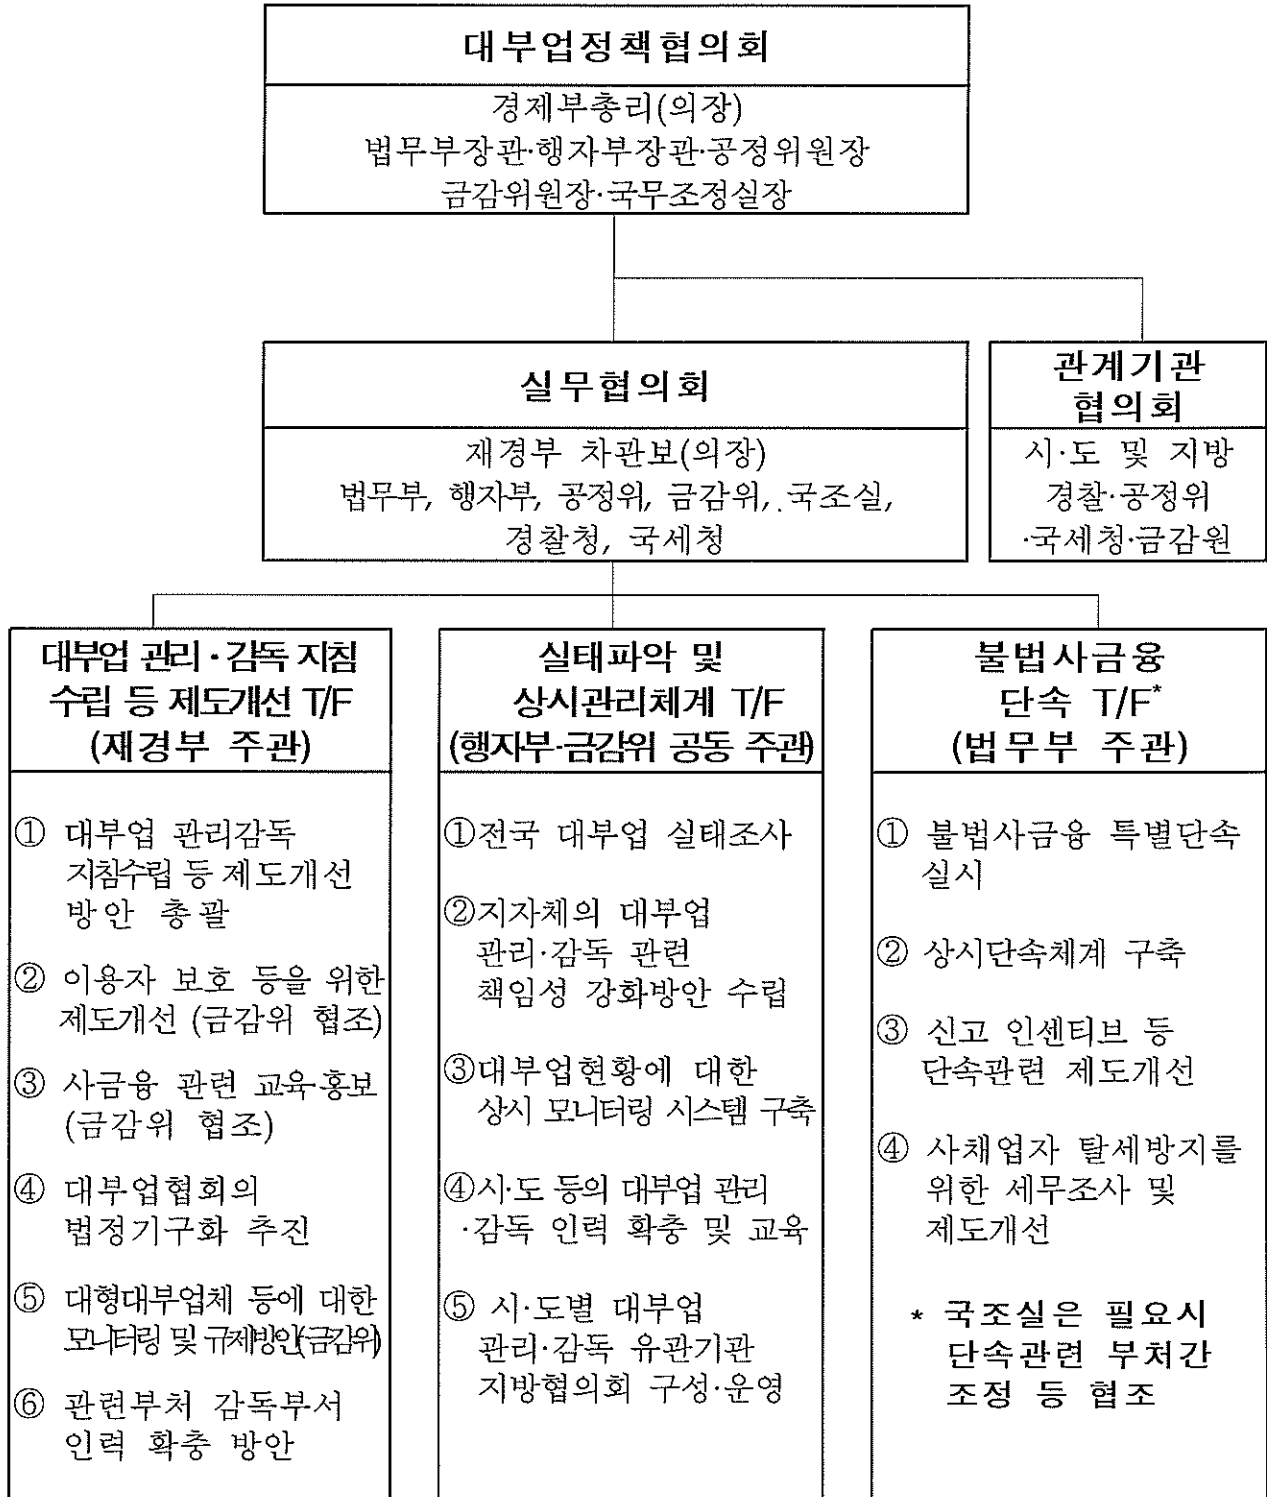 대부업정책협의회
경제부총리(의장)
법무부장관·행자부장관·공정위원장
금감위원장·국무조정실장
실무협의회
재경부 차관보(의장)
법무부, 행자부, 공정위, 금감위, 국조실,
경찰청, 국세청
관계기관
협의회
시·도 및 지방
경찰·공정위
·국세청·금감원
대부업 관리·감독 지침
수립 등 제도개선 T/F
(재경부 주관)
① 대부업 관리감독
지침수립 등 제도개선
방안 총괄
② 이용자 보호 등을 위한
제도개선 (금감위 협조)
③ 사금융 관련 교육·홍보
(금감위 협조)
④ 대부업협회의
법정기구화 추진
⑤ 대형대부업체 등에 대한
모니터링 및 규제방안(금감위)
⑥ 관련부처 감독부서
인력 확충 방안
실태파악 및
상시관리체계 T/F
(행자부·금감위 공동 주관)
①전국 대부업 실태조사
②지자체의 대부업
관리·감독 관련
책임성 강화방안 수립
③대부업현황에 대한
상시 모니터링 시스템 구축
④시·도 등의 대부업 관리
·감독 인력 확충 및 교육
⑤ 시·도별 대부업
관리·감독 유관기관
지방협의회 구성·운영
불법사금융
단속 T/F*
(법무부 주관)
① 불법사금융 특별단속
실시
② 상시단속체계 구축
③ 신고 인센티브 등
단속관련 제도개선
④ 사채업자 탈세방지를
위한 세무조사 및
제도개선
* 국조실은 필요시
단속관련 부처간
조정 등 협조